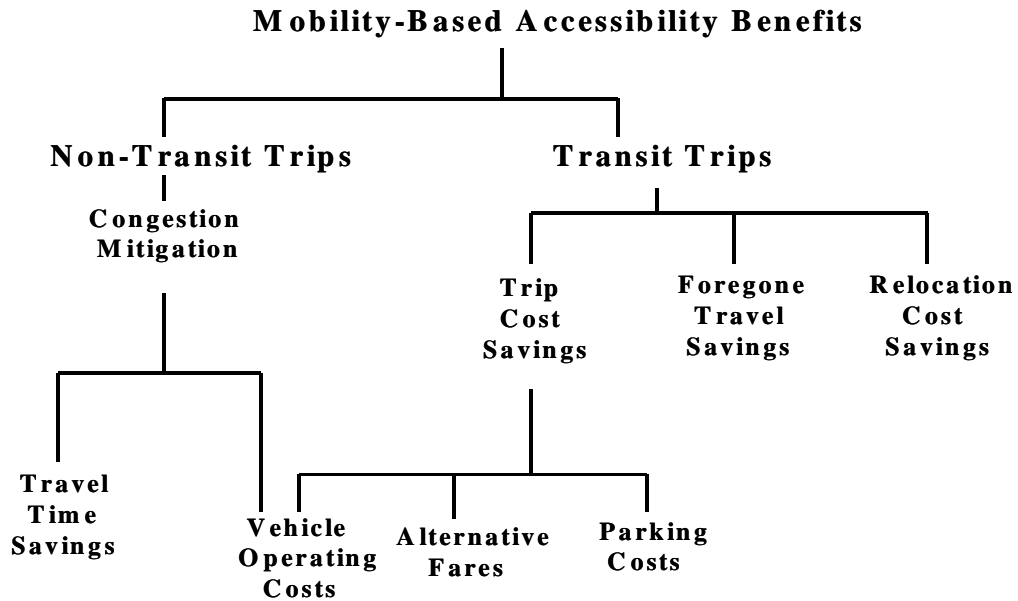 Mobility-Based Accessibility Benefits
Non-Transit Trips
Transit Trips
Congestion
Mitigation
Trip
Cost
Savings
Foregone
Travel
Savings
Relocation
Cost
Savings
Travel
Time
Savings
Vehicle
Operating
Costs
Alternative
Fares
Parking
Costs